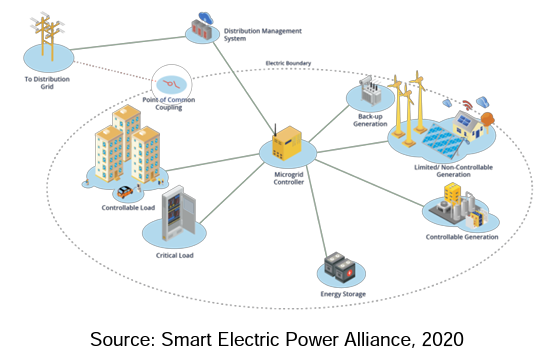 Distribution Management
System
To Distribution
Grid
Electric Boundary
Point of Common
Coupling
Back-up
Generation
Limited/ Non-Controllable
Generation
Microgrid
Controller
Controllable Load
Critical Load
Controllable Generation
Energy Storage
Source: Smart Electric Power Alliance, 2020